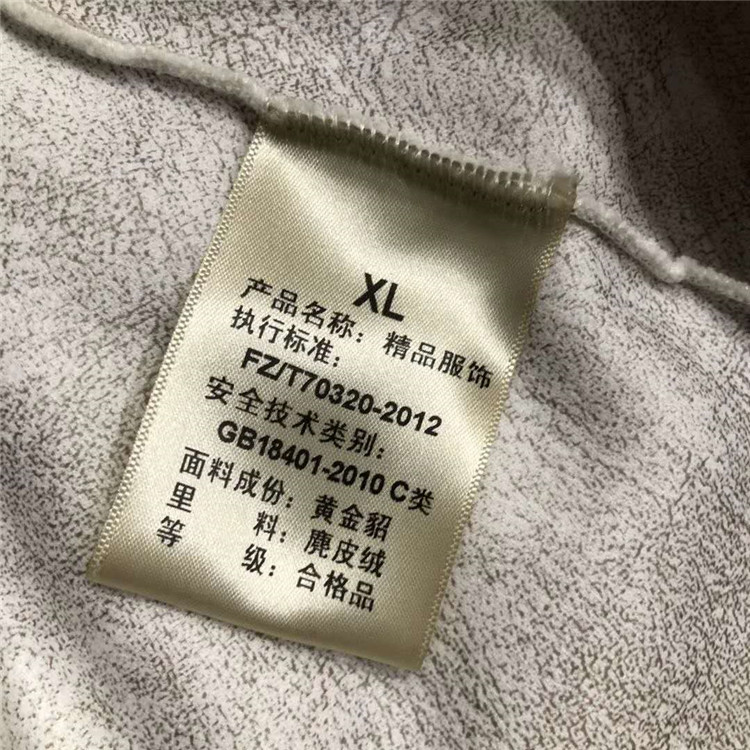 XL
产品名称：精品服饰
执行标准：
FZ/T70320-2012
安全技术类别：
GB18401-2010 C类
面料成份：黄金貂
里料：麂皮绒
等级：合格品